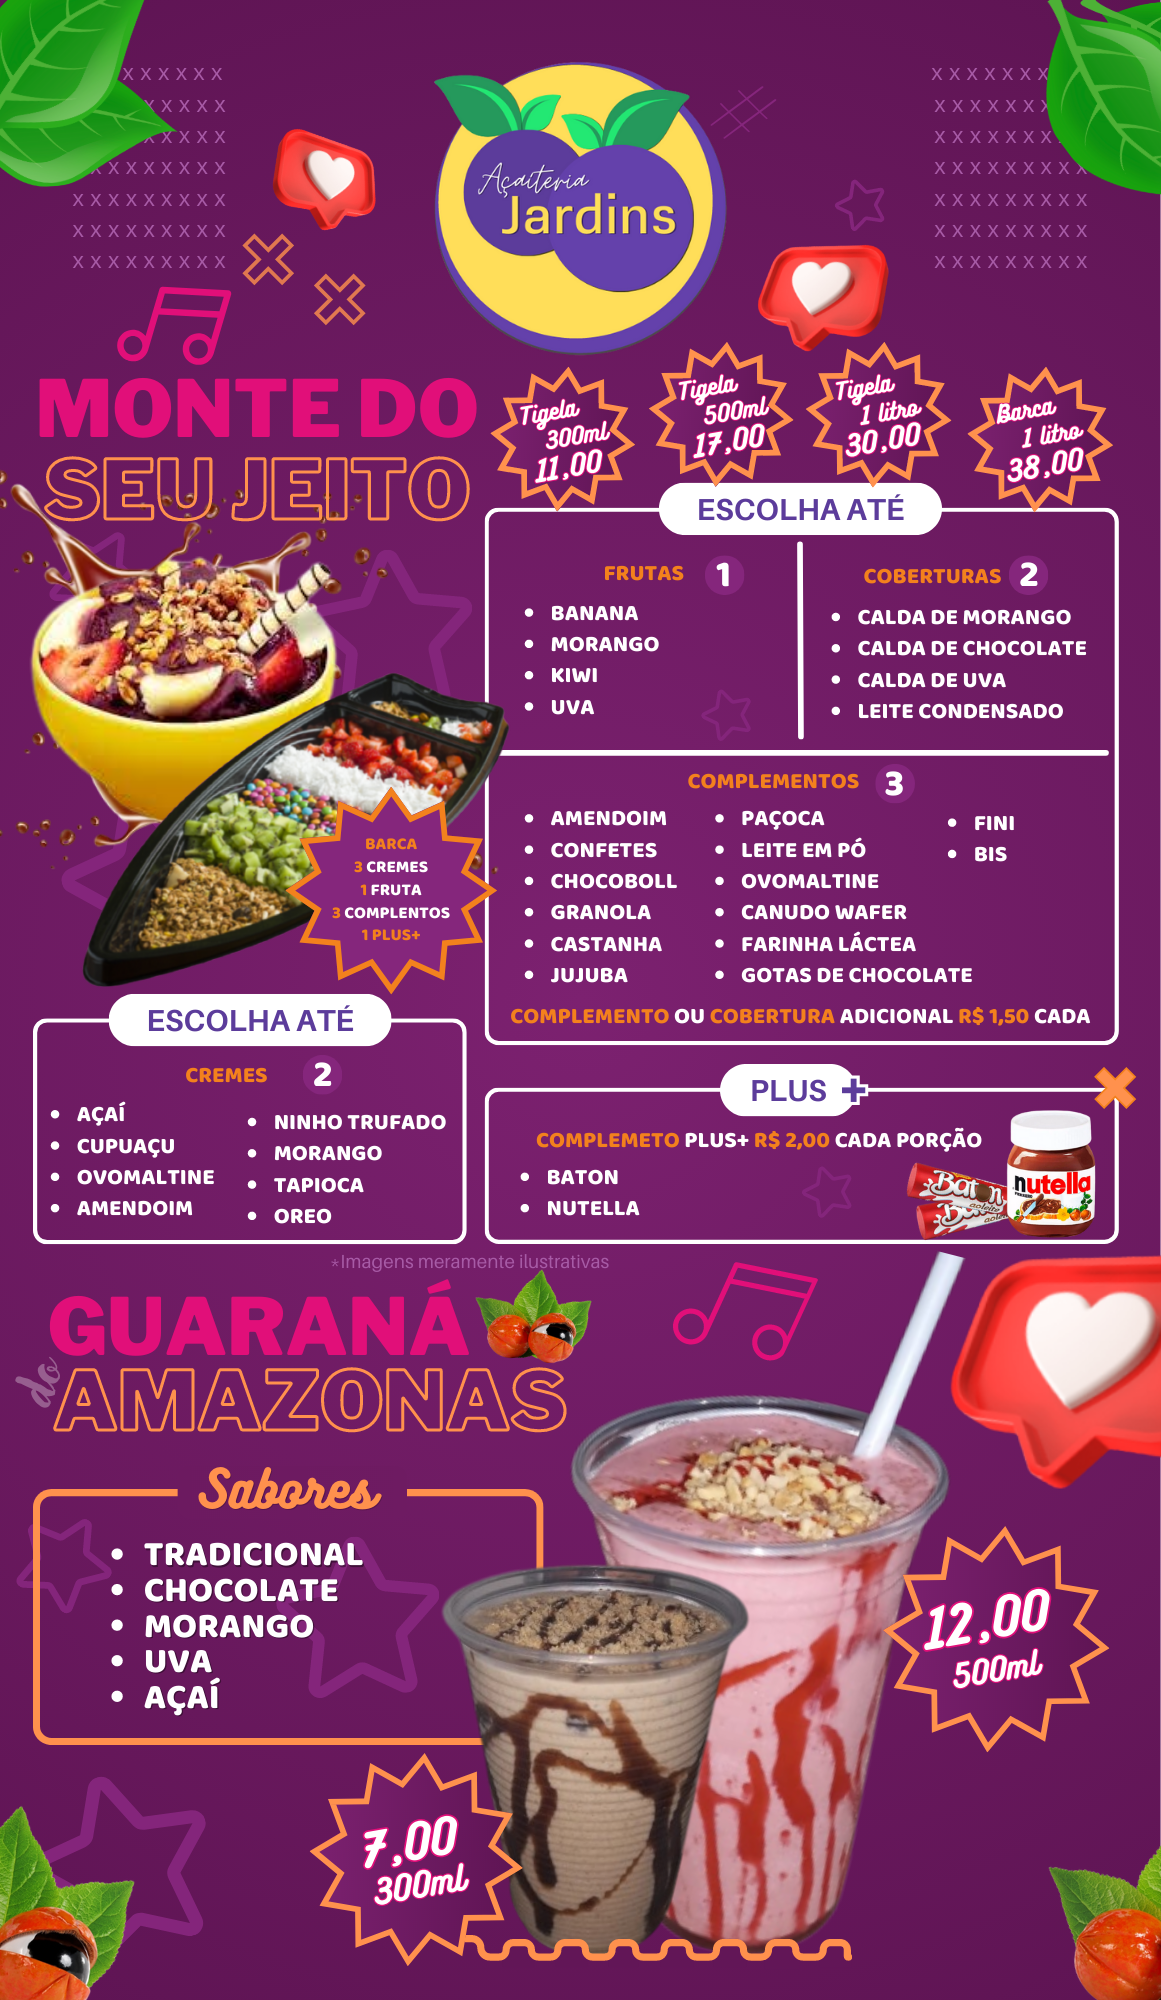 Açaiteria
Jardins
MONTE DO
SEU JEITO
Tigela
300ml
11,00
Tigela
500ml
17,00
Tigela
1 litro
30,00
Barca
1 litro
38,00
ESCOLHA ATÉ
FRUTAS 1
BANANA
MORANGO
KIWI
UVA
COBERTURAS 2
CALDA DE MORANGO
CALDA DE CHOCOLATE
CALDA DE UVA
LEITE CONDENSADO
COMPLEMENTOS 3
AMENDOIM
CONFETES
CHOCOBOLL
GRANOLA
CASTANHA
JUJUBA
PAÇOCA
LEITE EM PÓ
OVOMALTINE
CANUDO WAFER
FARINHA LÁCTEA
GOTAS DE CHOCOLATE
FINI
BIS
COMPLEMENTO OU COBERTURA ADICIONAL R$ 1,50 CADA
BARCA
3 CREMES
1 FRUTA
3 COMPLENTOS
1 PLUS+
ESCOLHA ATÉ
CREMES 2
AÇAÍ
CUPUAÇU
OVOMALTINE
AMENDOIM
NINHO TRUFADO
MORANGO
TAPIOCA
OREO
PLUS +
COMPLEMETO PLUS+ R$ 2,00 CADA PORÇÃO
BATON
NUTELLA
Baton
ao leite
nutella
*Imagens meramente ilustrativas
GUARANÁ
do
AMAZONAS
Sabores
TRADICIONAL
CHOCOLATE
MORANGO
UVA
AÇAÍ
12,00
500ml
7,00
300ml